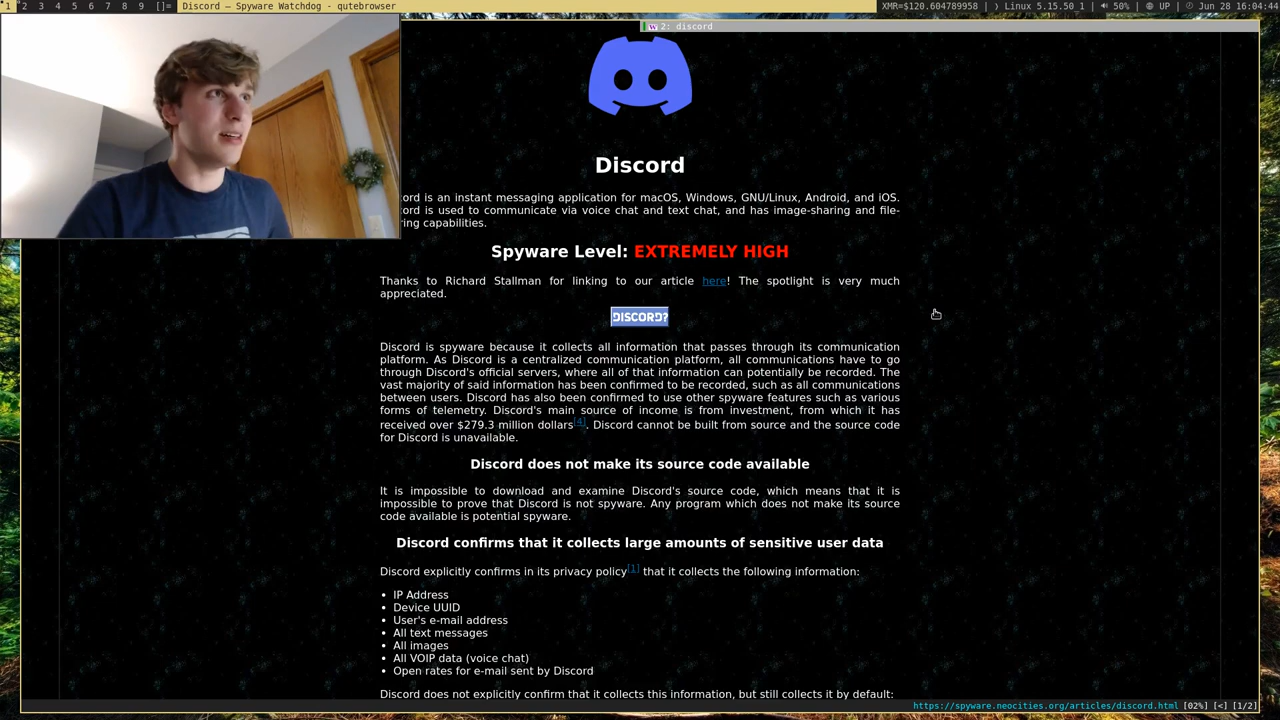 1 2 3 4 5 6 7 8 9 []= Discord — Spyware Watchdog - qutebrowser XMR=$120.604789958 | Linux 5.15.50_1 | 50% | UP | Jun 28 16:04:44
2: discord
Discord
ord is an instant messaging application for macOS, Windows, GNU/Linux, Android, and iOS.
ord is used to communicate via voice chat and text chat, and has image-sharing and file-
ring capabilities.
Spyware Level: EXTREMELY HIGH
Thanks to Richard Stallman for linking to our article here! The spotlight is very much
appreciated.
DISCORD?
Discord is spyware because it collects all information that passes through its communication
platform. As Discord is a centralized communication platform, all communications have to go
through Discord's official servers, where all of that information can potentially be recorded. The
vast majority of said information has been confirmed to be recorded, such as all communications
between users. Discord has also been confirmed to use other spyware features such as various
forms of telemetry. Discord's main source of income is from investment, from which it has
received over $279.3 million dollars[4]. Discord cannot be built from source and the source code
for Discord is unavailable.
Discord does not make its source code available
It is impossible to download and examine Discord's source code, which means that it is
impossible to prove that Discord is not spyware. Any program which does not make its source
code available is potential spyware.
Discord confirms that it collects large amounts of sensitive user data
Discord explicitly confirms in its privacy policy[1] that it collects the following information:
• IP Address
• Device UUID
• User's e-mail address
• All text messages
• All images
• All VOIP data (voice chat)
• Open rates for e-mail sent by Discord
Discord does not explicitly confirm that it collects this information, but still collects it by default:
https://spyware.neocities.org/articles/discord.html [02%] [<] [1/2]